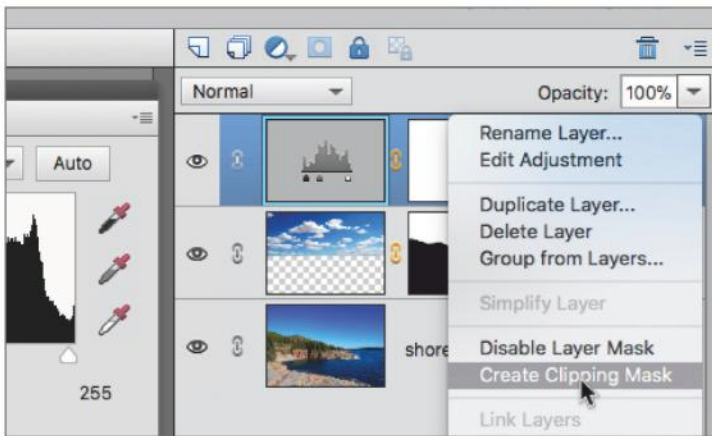 Normal
Opacity: 100%
Auto
255
shore
Rename Layer...
Edit Adjustment
Duplicate Layer...
Delete Layer
Group from Layers...
Simplify Layer
Disable Layer Mask
Create Clipping Mask
Link Layers